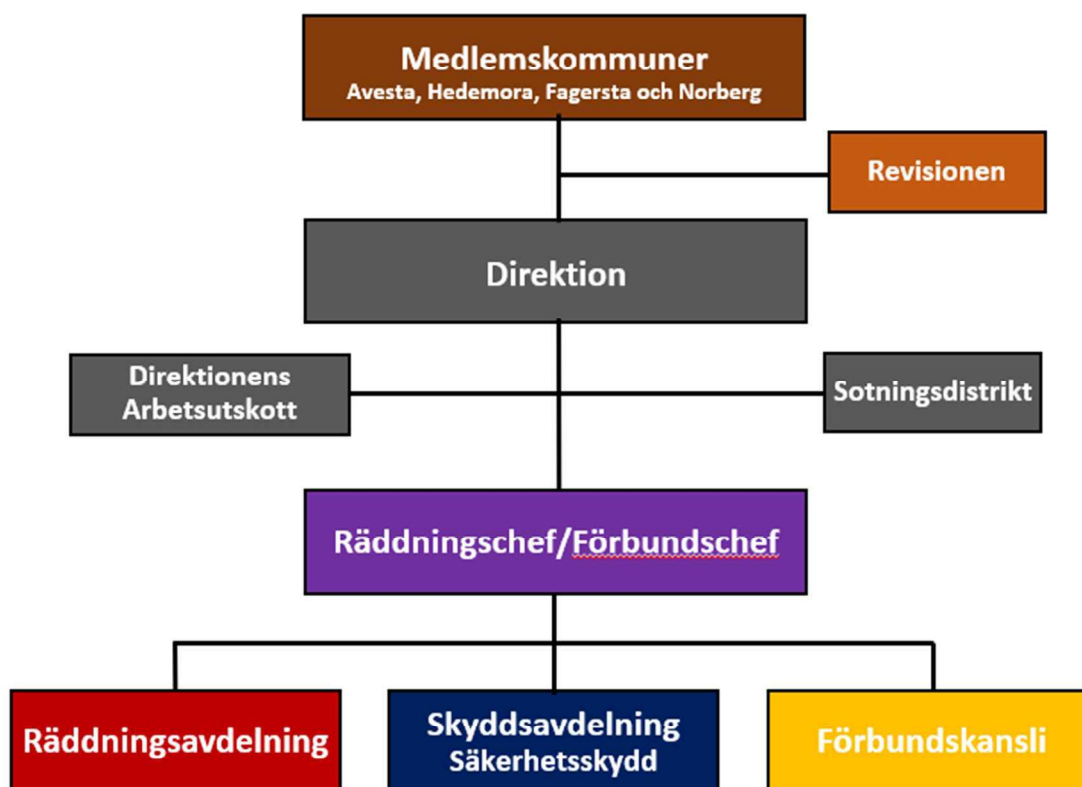 Medlemskommuner
Avesta, Hedemora, Fagersta och Norberg
Revisionen
Direktion
Direktionens
Arbetsutskott
Sotningsdistrikt
Räddningschef/Förbundschef
Räddningsavdelning
Skyddsavdelning
Säkerhetsskydd
Förbundskansli